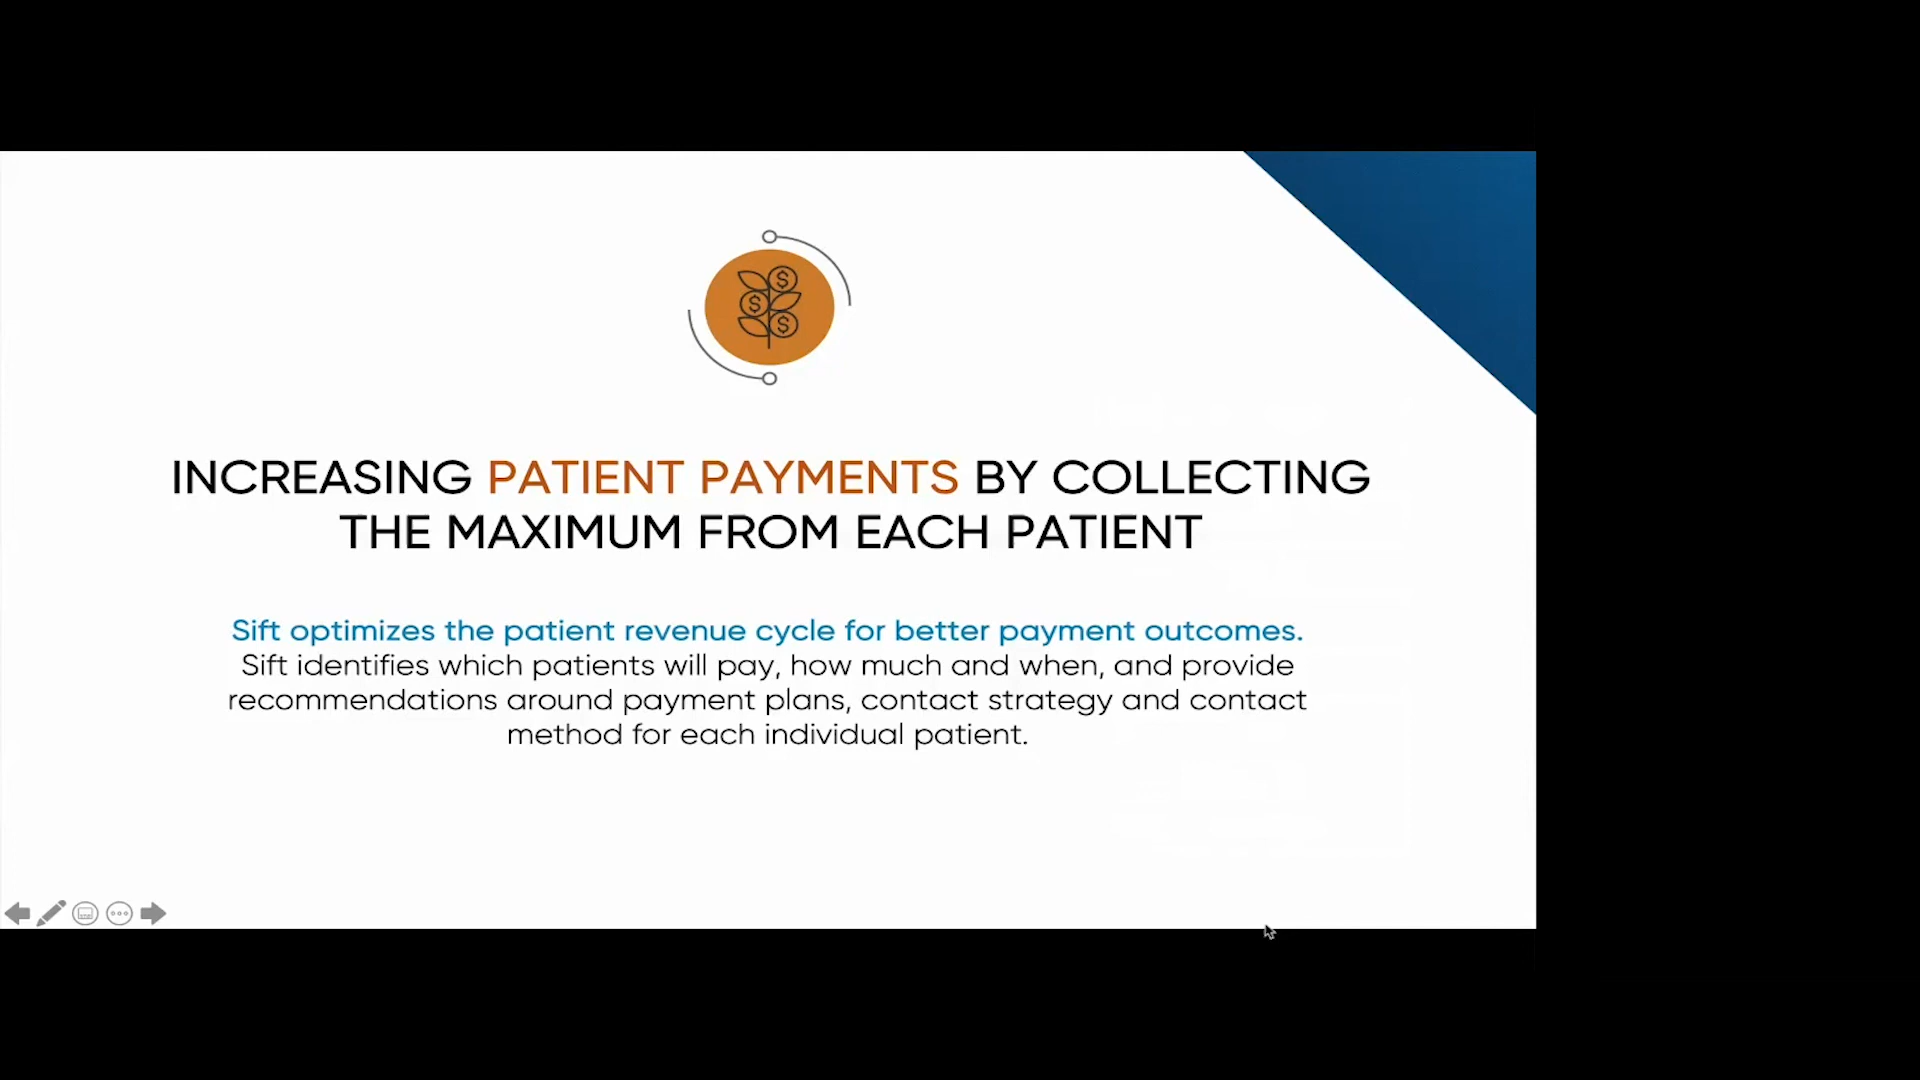 INCREASING PATIENT PAYMENTS BY COLLECTING
THE MAXIMUM FROM EACH PATIENT
Sift optimizes the patient revenue cycle for better payment outcomes.
Sift identifies which patients will pay, how much and when, and provide
recommendations around payment plans, contact strategy and contact
method for each individual patient.